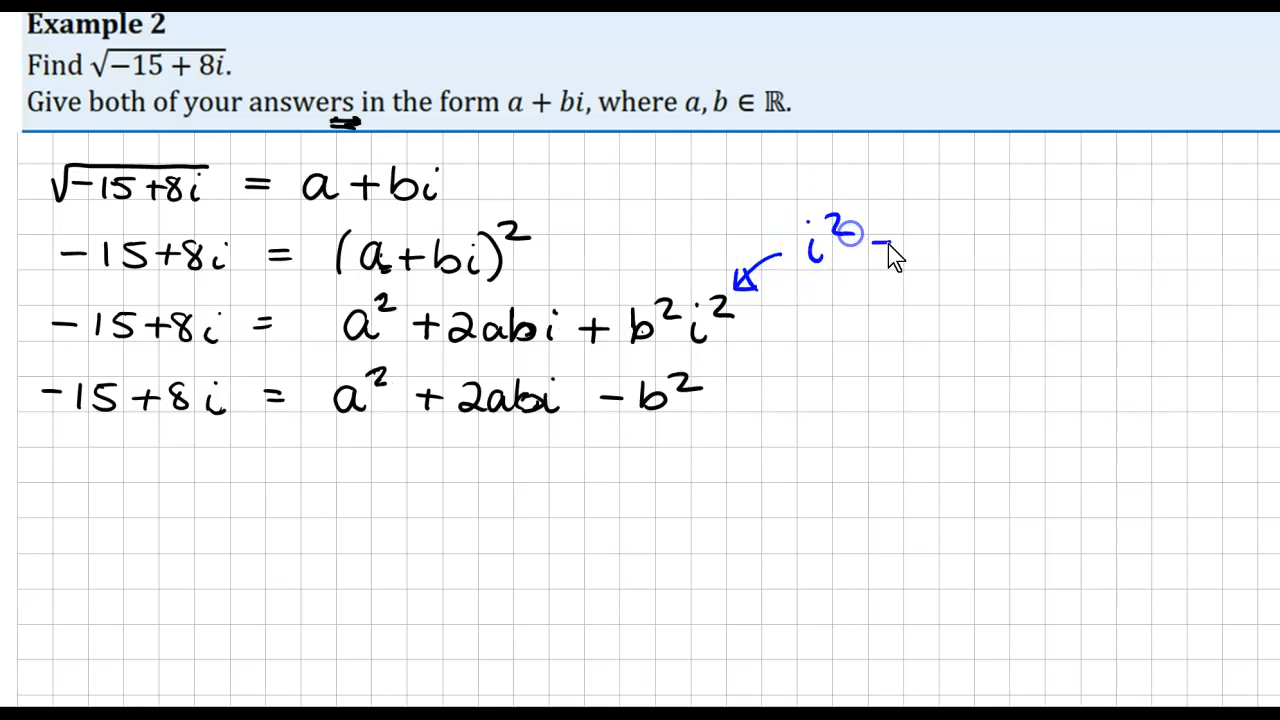 Example 2
Find √−15 + 8i.
Give both of your answers in the form a + bi, where a, b ∈ ℝ.
√-15+8i = a+bi
-15+8i = (a+bi)²
i² -
-15+8i = a² +2abi + b²i²
-15+8i = a² + 2abi - b²